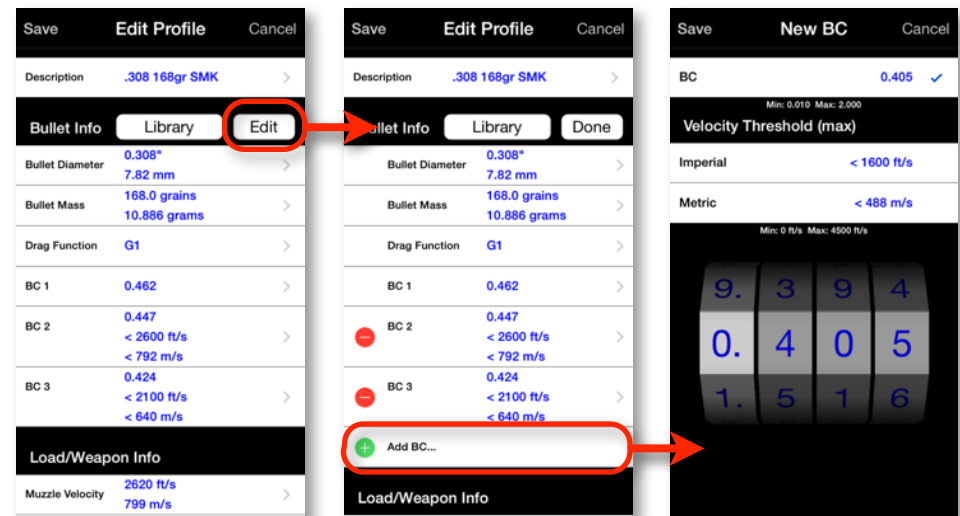 Save Edit Profile Cancel
Description .308 168gr SMK
Bullet Info Library Edit
Bullet Diameter 0.308"
7.82 mm
Bullet Mass 168.0 grains
10.886 grams
Drag Function G1
BC 1 0.462
BC 2 0.447
< 2600 ft/s
< 792 m/s
BC 3 0.424
< 2100 ft/s
< 640 m/s
Load/Weapon Info
Muzzle Velocity 2620 ft/s
799 m/s
Save Edit Profile Cancel
Description .308 168gr SMK
llet Info Library Done
Bullet Diameter 0.308"
7.82 mm
Bullet Mass 168.0 grains
10.886 grams
Drag Function G1
BC 1 0.462
BC 2 0.447
< 2600 ft/s
< 792 m/s
BC 3 0.424
< 2100 ft/s
< 640 m/s
Add BC...
Load/Weapon Info
Save New BC Cancel
BC 0.405
Min: 0.010 Max: 2.000
Velocity Threshold (max)
Imperial < 1600 ft/s
Metric < 488 m/s
Min: 0 ft/s Max: 4500 ft/s
9. 3 9 4
0. 4 0 5
1. 5 1 6